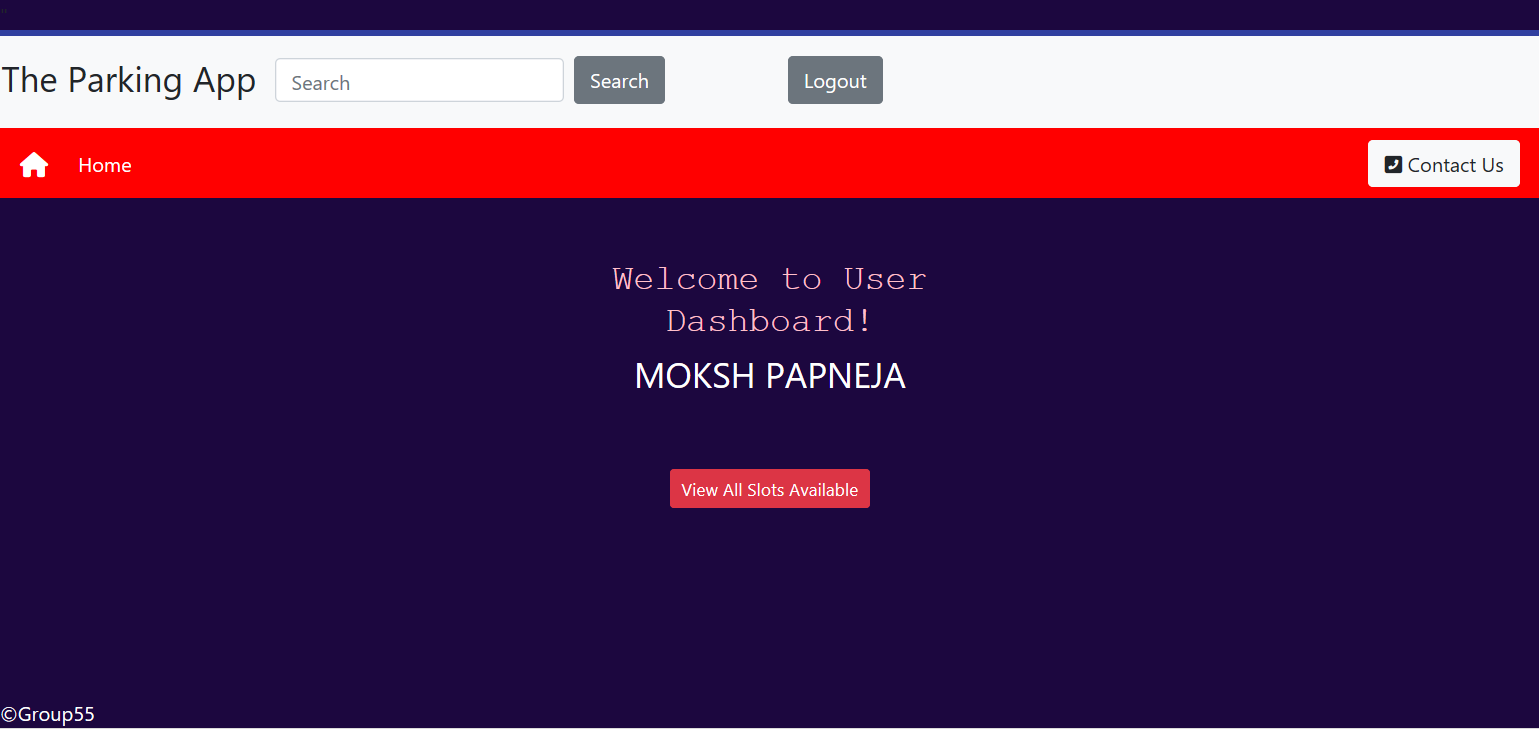 "
The Parking App
Search
Search
Logout
Home
Contact Us
Welcome to User
Dashboard!
MOKSH PAPNEJA
View All Slots Available
©Group55